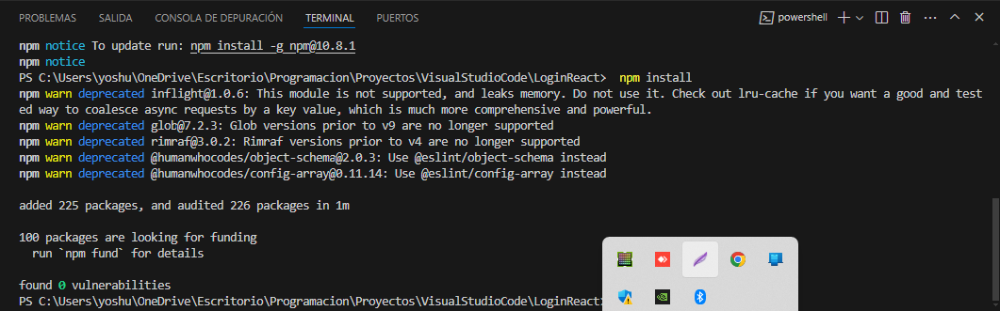 PROBLEMAS SALIDA CONSOLA DE DEPURACIÓN TERMINAL PUERTOS powershell
npm notice To update run: npm install -g npm@10.8.1
npm notice
PS C:\Users\yoshu\OneDrive\Escritorio\Programacion\Proyectos\VisualStudioCode\LoginReact> npm install
npm warn deprecated inflight@1.0.6: This module is not supported, and leaks memory. Do not use it. Check out lru-cache if you want a good and test
ed way to coalesce async requests by a key value, which is much more comprehensive and powerful.
npm warn deprecated glob@7.2.3: Glob versions prior to v9 are no longer supported
npm warn deprecated rimraf@3.0.2: Rimraf versions prior to v4 are no longer supported
npm warn deprecated @humanwhocodes/object-schema@2.0.3: Use @eslint/object-schema instead
npm warn deprecated @humanwhocodes/config-array@0.11.14: Use @eslint/config-array instead
added 225 packages, and audited 226 packages in 1m
100 packages are looking for funding
run `npm fund` for details
found 0 vulnerabilities
PS C:\Users\yoshu\OneDrive\Escritorio\Programacion\Proyectos\VisualStudioCode\LoginReact>